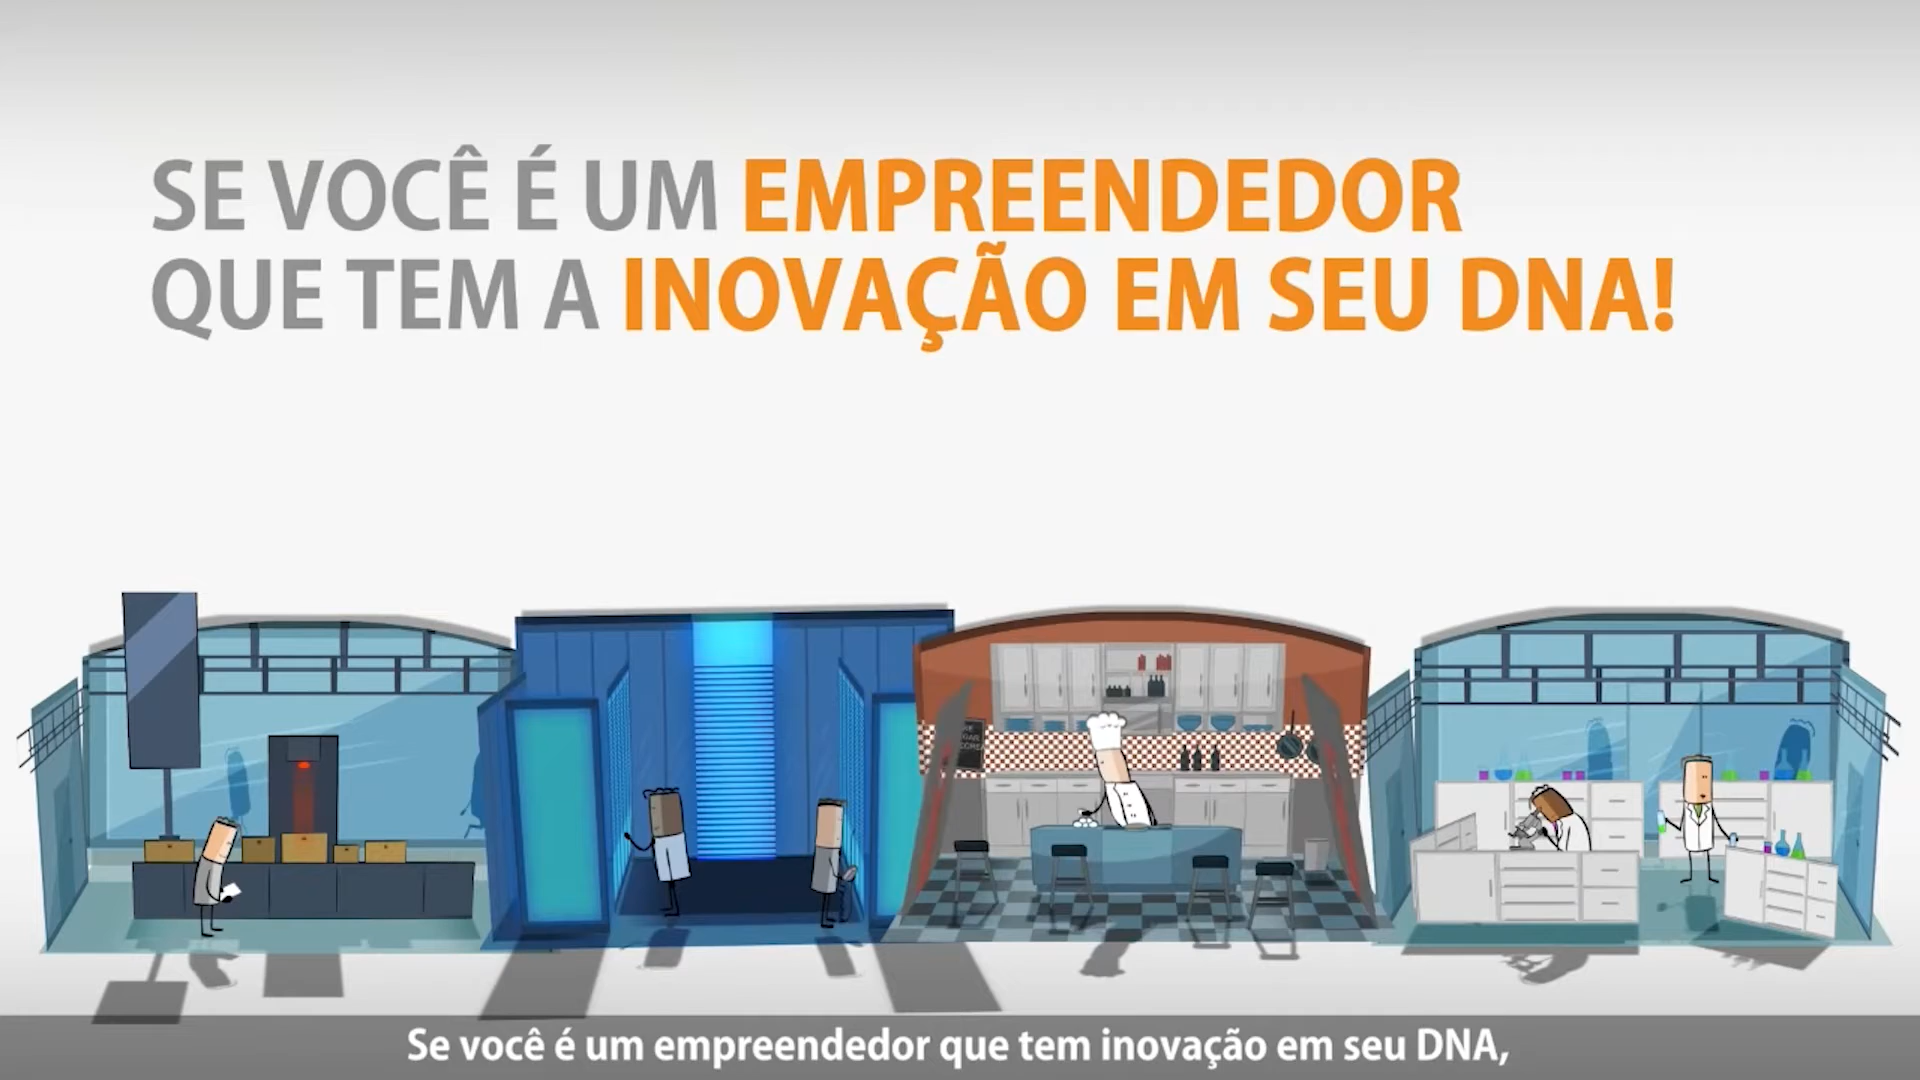 SE VOCÊ É UM EMPREENDEDOR
QUE TEM A INOVAÇÃO EM SEU DNA!
Se você é um empreendedor que tem inovação em seu DNA,